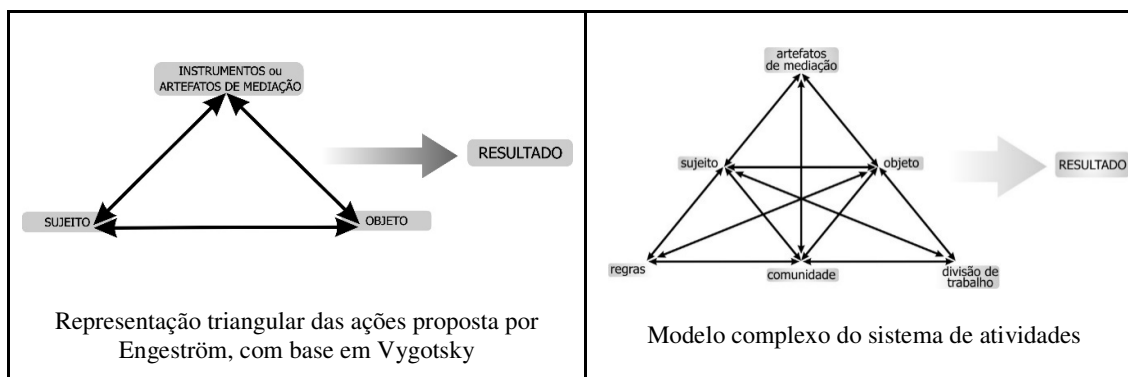 INSTRUMENTOS ou
ARTEFATOS DE MEDIAÇÃO
RESULTADO
SUJEITO
OBJETO
Representação triangular das ações proposta por
Engeström, com base em Vygotsky
artefatos
de mediação
sujeito
objeto
RESULTADO
regras
comunidade
divisão de
trabalho
Modelo complexo do sistema de atividades